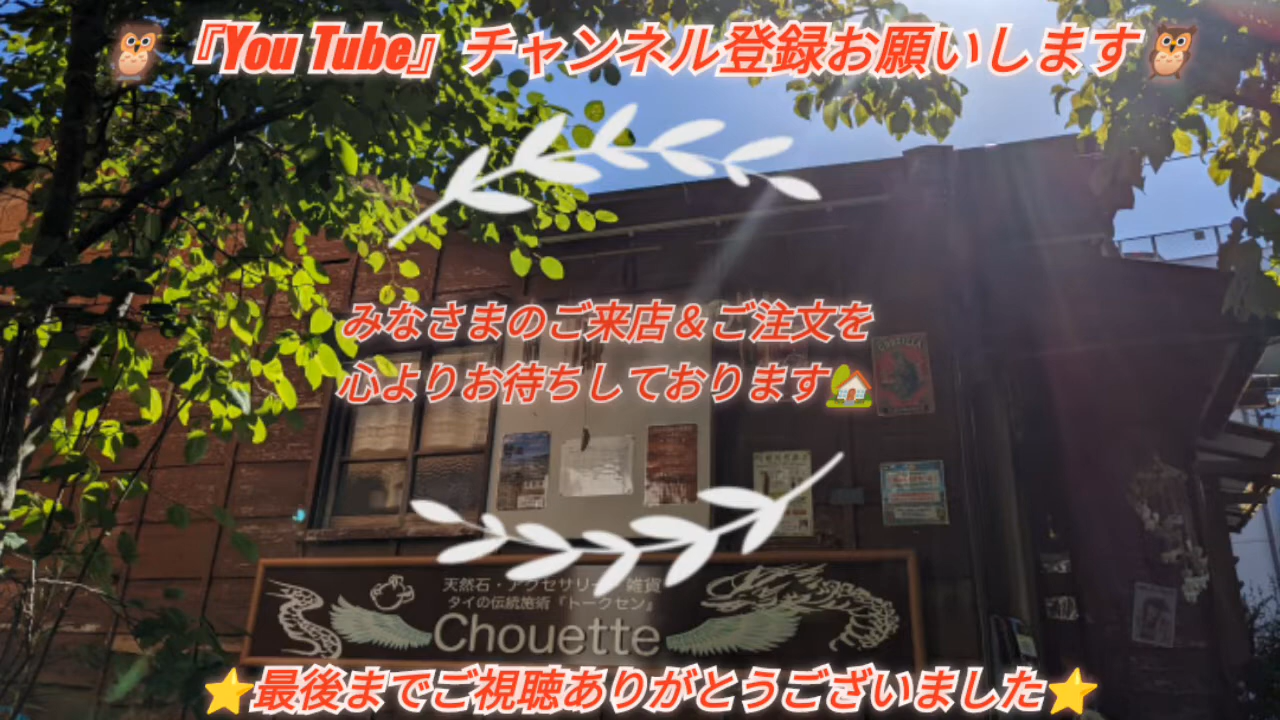 🦉『You Tube』チャンネル登録お願いします🦉
みなさまのご来店＆ご注文を
心よりお待ちしております🏡
天然石・アクセサリー・雑貨
タイの伝統施術『トークセン』
Chouette
⭐最後までご視聴ありがとうございました⭐